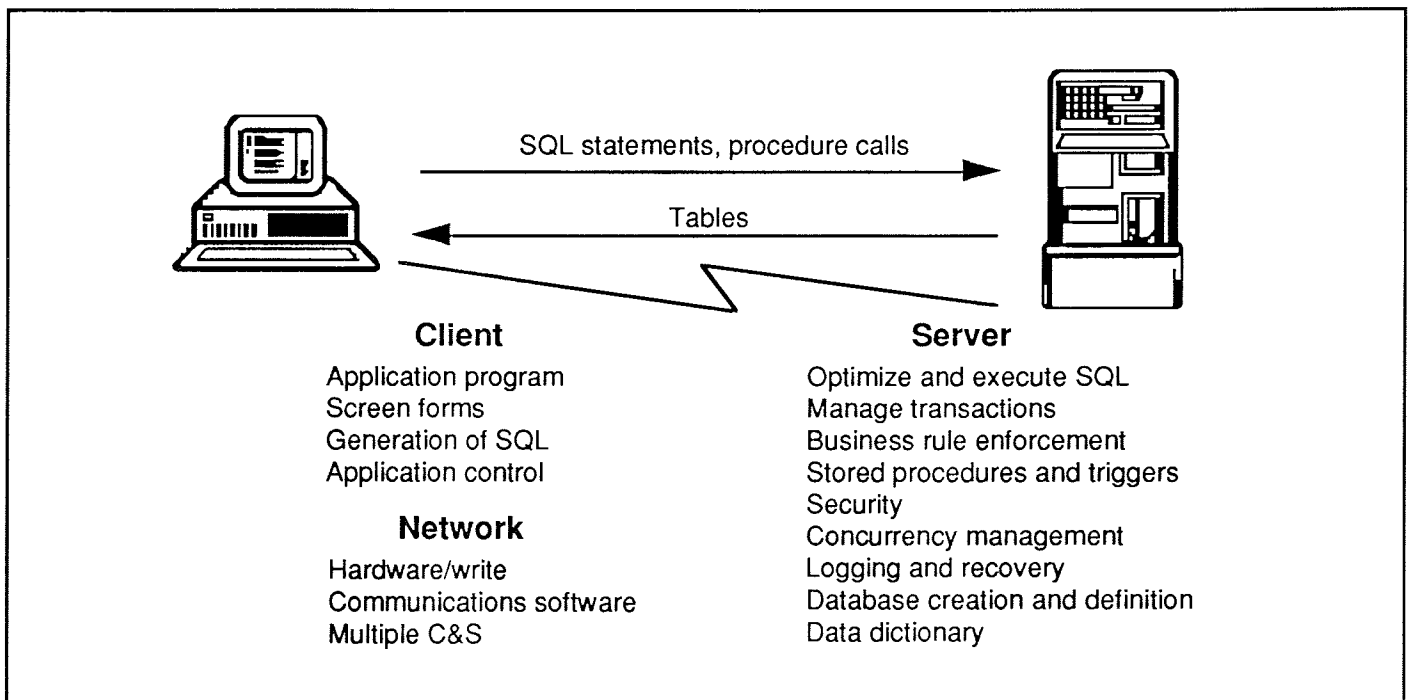 SQL statements, procedure calls
Tables
Client
Application program
Screen forms
Generation of SQL
Application control
Network
Hardware/write
Communications software
Multiple C&S
Server
Optimize and execute SQL
Manage transactions
Business rule enforcement
Stored procedures and triggers
Security
Concurrency management
Logging and recovery
Database creation and definition
Data dictionary